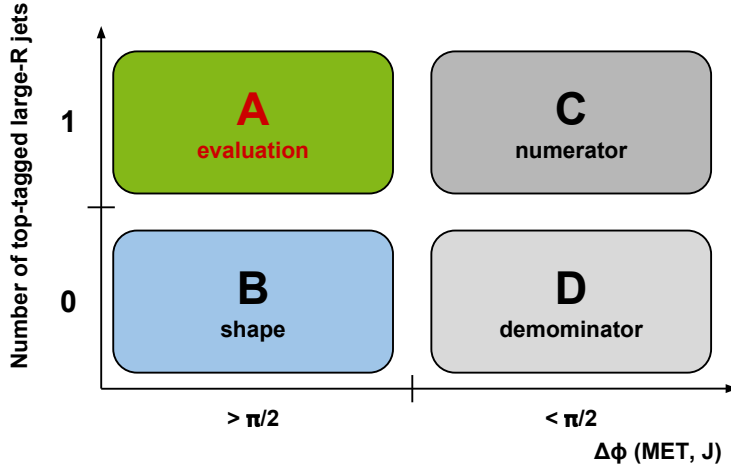 Number of top-tagged large-R jets
1
A
evaluation
C
numerator
0
B
shape
D
demominator
> π/2
< π/2
Δϕ (MET, J)